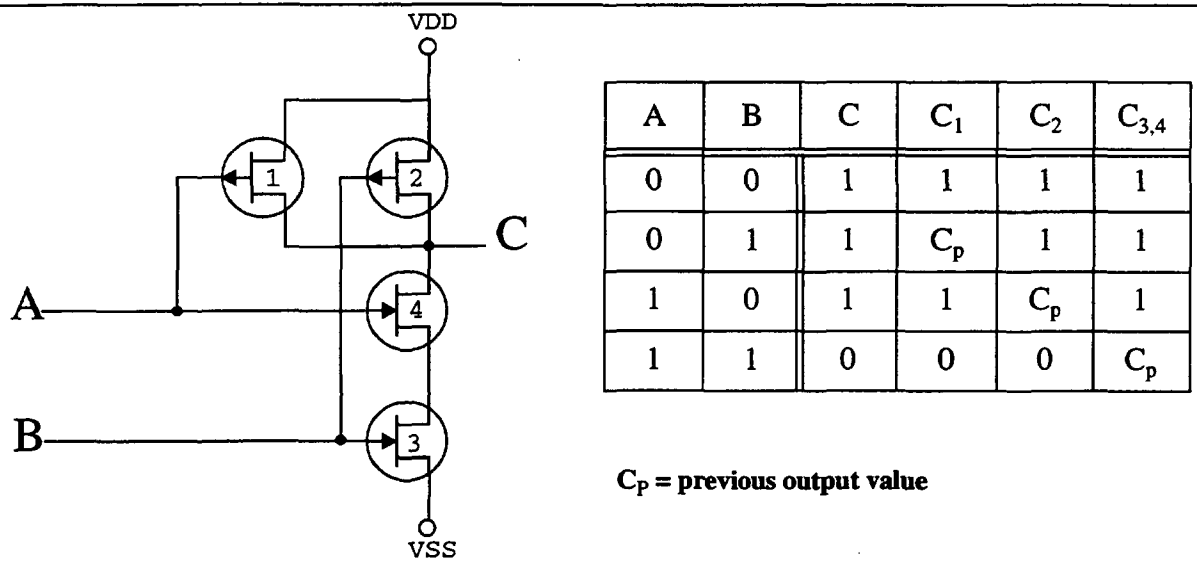 VDD
1
2
C
A
4
B
3
VSS
A B C C₁ C₂ C₃,₄
0 0 1 1 1 1
0 1 1 Cₚ 1 1
1 0 1 1 Cₚ 1
1 1 0 0 0 Cₚ
C_P = previous output value